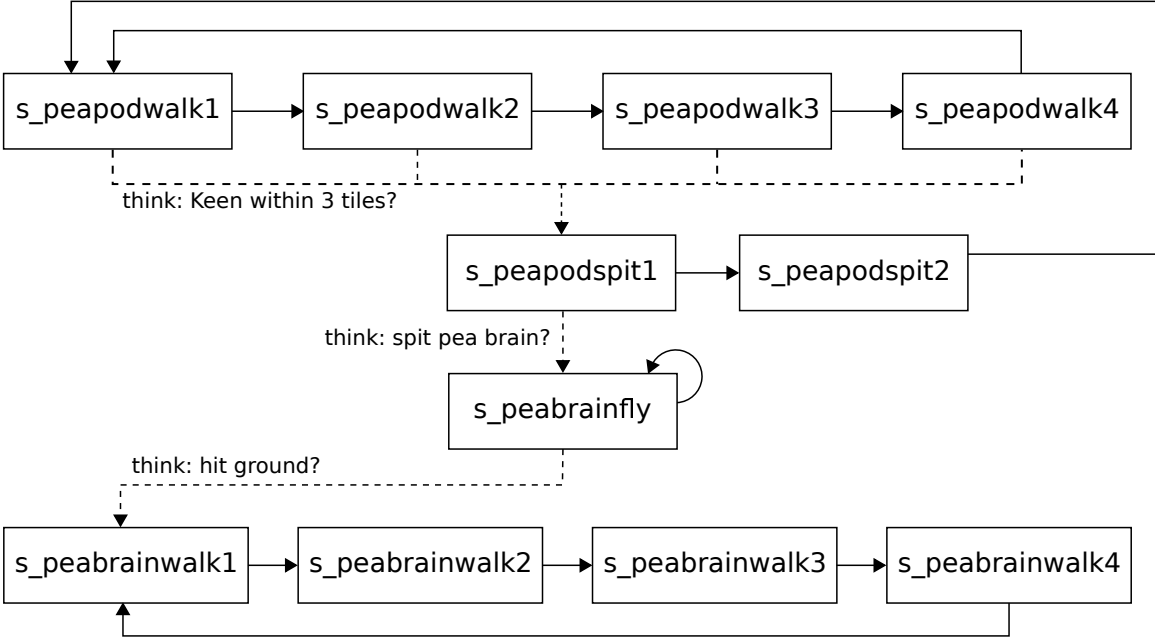 s_peapodwalk1
s_peapodwalk2
s_peapodwalk3
s_peapodwalk4
think: Keen within 3 tiles?
s_peapodspit1
s_peapodspit2
think: spit pea brain?
s_peabrainfly
think: hit ground?
s_peabrainwalk1
s_peabrainwalk2
s_peabrainwalk3
s_peabrainwalk4